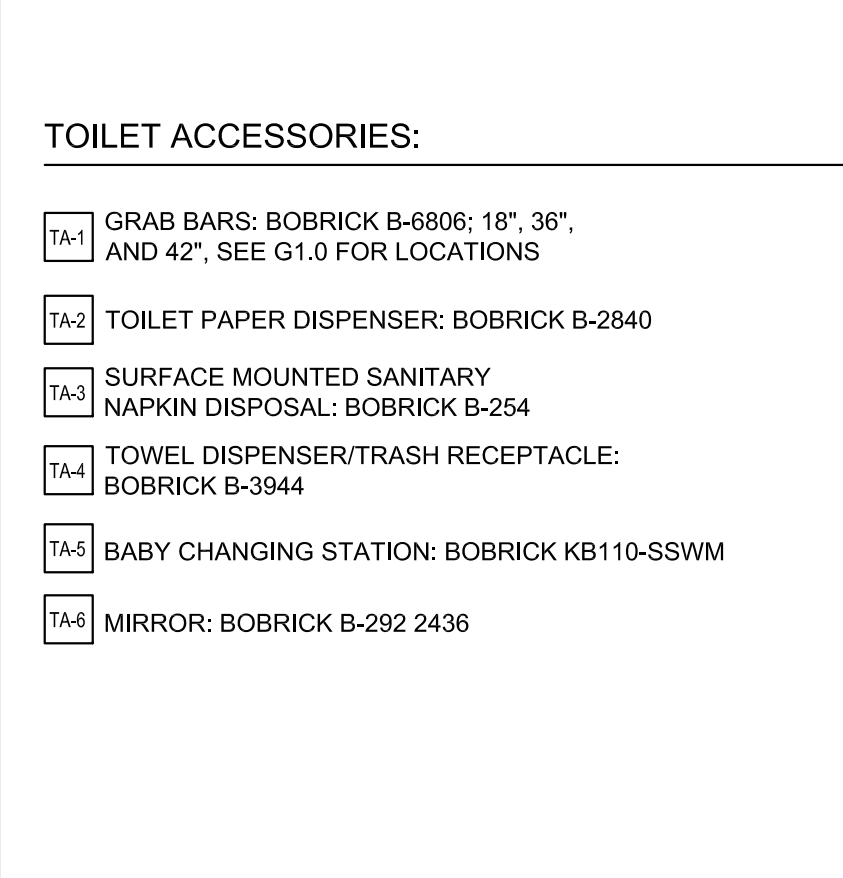 TOILET ACCESSORIES:
TA-1 GRAB BARS: BOBRICK B-6806; 18", 36",
AND 42", SEE G1.0 FOR LOCATIONS
TA-2 TOILET PAPER DISPENSER: BOBRICK B-2840
TA-3 SURFACE MOUNTED SANITARY
NAPKIN DISPOSAL: BOBRICK B-254
TA-4 TOWEL DISPENSER/TRASH RECEPTACLE:
BOBRICK B-3944
TA-5 BABY CHANGING STATION: BOBRICK KB110-SSWM
TA-6 MIRROR: BOBRICK B-292 2436